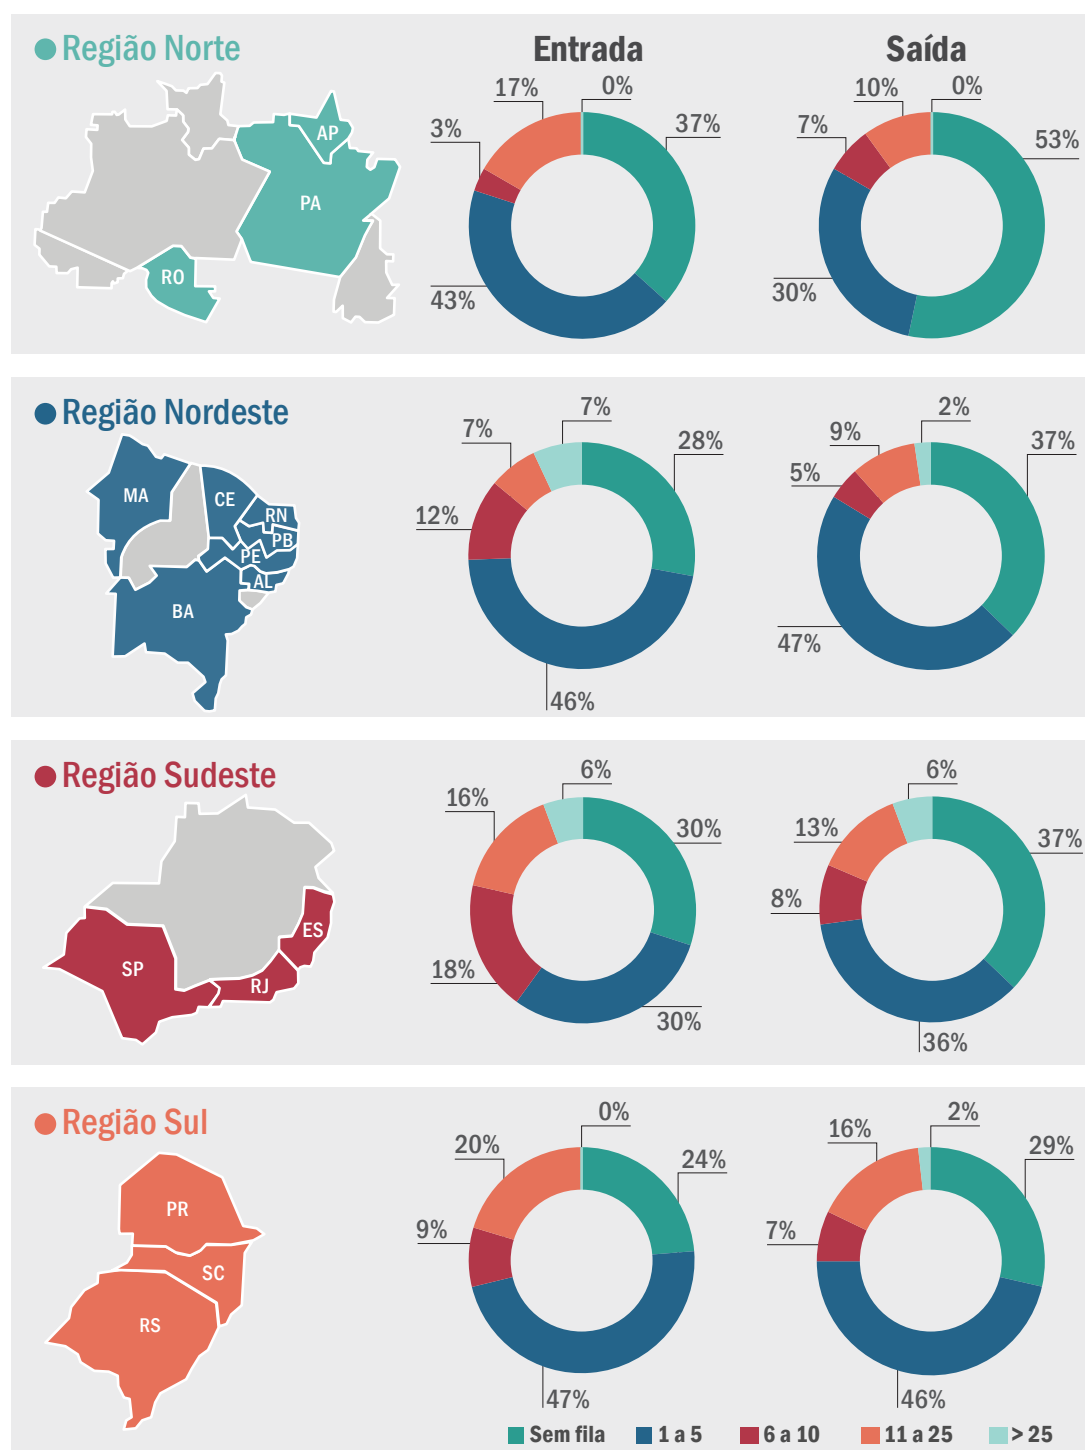 Região Norte
Entrada
Saída
AP
PA
RO
17%
0%
3%
37%
43%
10%
0%
7%
53%
30%
Região Nordeste
MA
CE
RN
PB
PE
AL
BA
7%
7%
28%
12%
46%
2%
9%
37%
5%
47%
Região Sudeste
ES
SP
RJ
6%
16%
30%
18%
30%
6%
13%
37%
8%
36%
Região Sul
PR
SC
RS
0%
20%
24%
9%
47%
2%
16%
29%
7%
46%
Sem fila
1 a 5
6 a 10
11 a 25
> 25